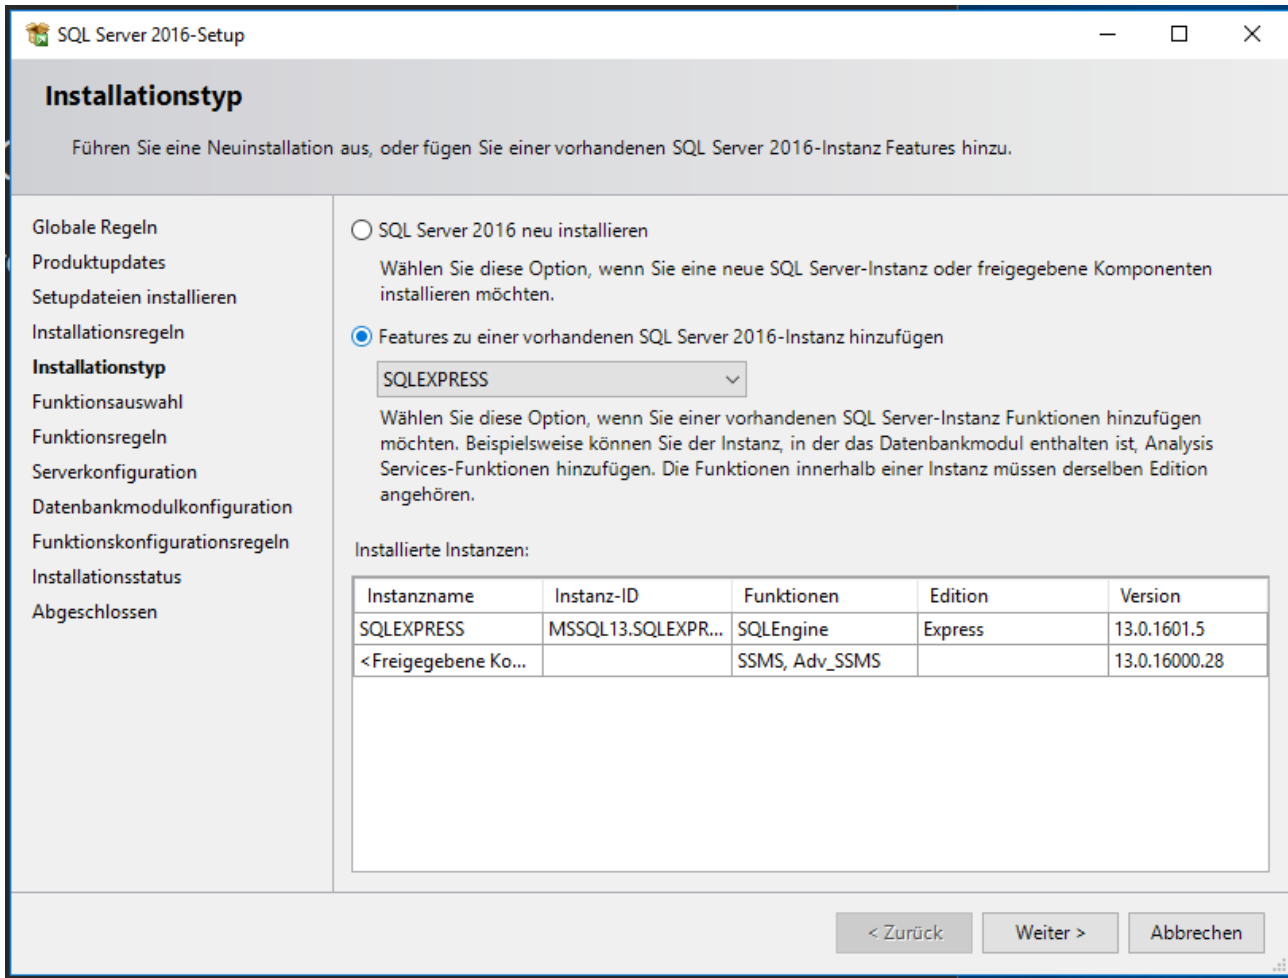 SQL Server 2016-Setup
Installationstyp
Führen Sie eine Neuinstallation aus, oder fügen Sie einer vorhandenen SQL Server 2016-Instanz Features hinzu.
Globale Regeln
Produktupdates
Setupdateien installieren
Installationsregeln
Installationstyp
Funktionsauswahl
Funktionsregeln
Serverkonfiguration
Datenbankmodulkonfiguration
Funktionskonfigurationsregeln
Installationsstatus
Abgeschlossen
SQL Server 2016 neu installieren
Wählen Sie diese Option, wenn Sie eine neue SQL Server-Instanz oder freigegebene Komponenten
installieren möchten.
Features zu einer vorhandenen SQL Server 2016-Instanz hinzufügen
SQLEXPRESS
Wählen Sie diese Option, wenn Sie einer vorhandenen SQL Server-Instanz Funktionen hinzufügen
möchten. Beispielsweise können Sie der Instanz, in der das Datenbankmodul enthalten ist, Analysis
Services-Funktionen hinzufügen. Die Funktionen innerhalb einer Instanz müssen derselben Edition
angehören.
Installierte Instanzen:
Instanzname Instanz-ID Funktionen Edition Version
SQLEXPRESS MSSQL13.SQLEXPR... SQLEngine Express 13.0.1601.5
<Freigegebene Ko... SSMS, Adv_SSMS 13.0.16000.28
< Zurück Weiter > Abbrechen